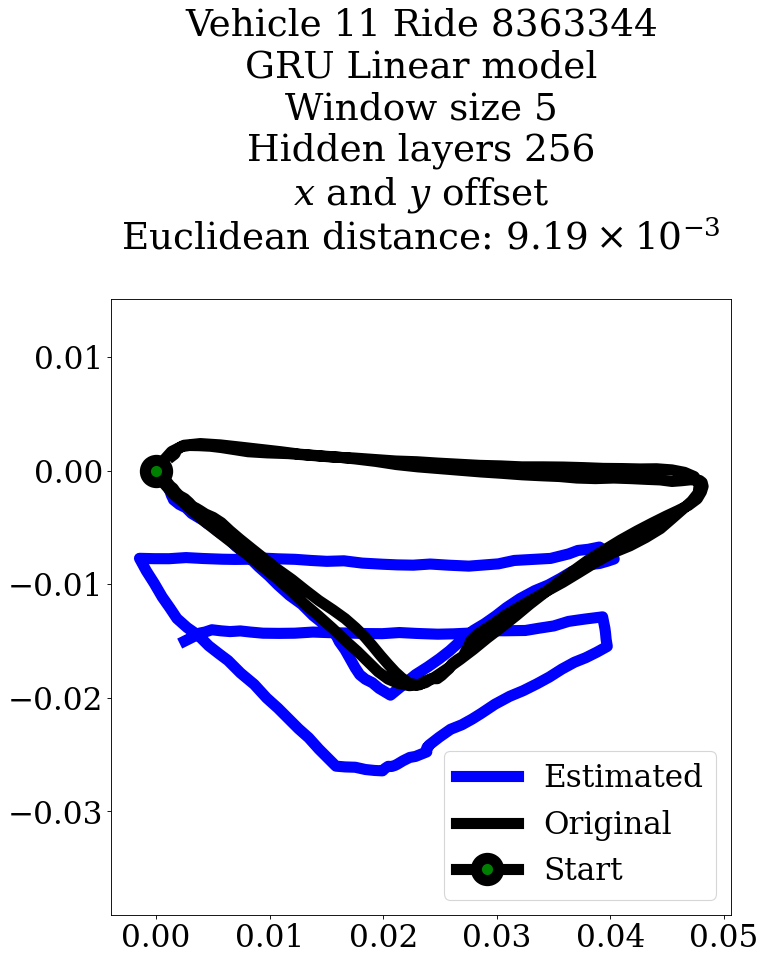 Vehicle 11 Ride 8363344
GRU Linear model
Window size 5
Hidden layers 256
x and y offset
Euclidean distance: 9.19 × 10⁻³
0.01
0.00
−0.01
−0.02
−0.03
Estimated
Original
Start
0.00 0.01 0.02 0.03 0.04 0.05